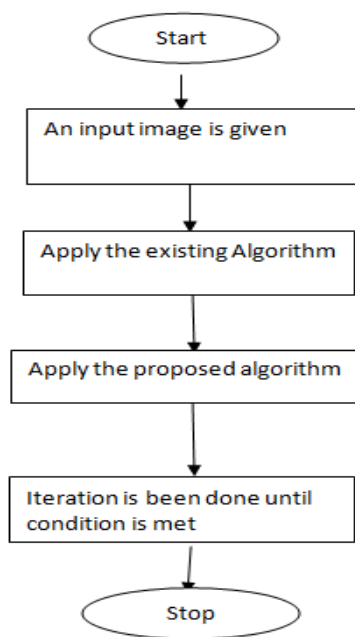 Start
An input image is given
Apply the existing Algorithm
Apply the proposed algorithm
Iteration is been done until
condition is met
Stop